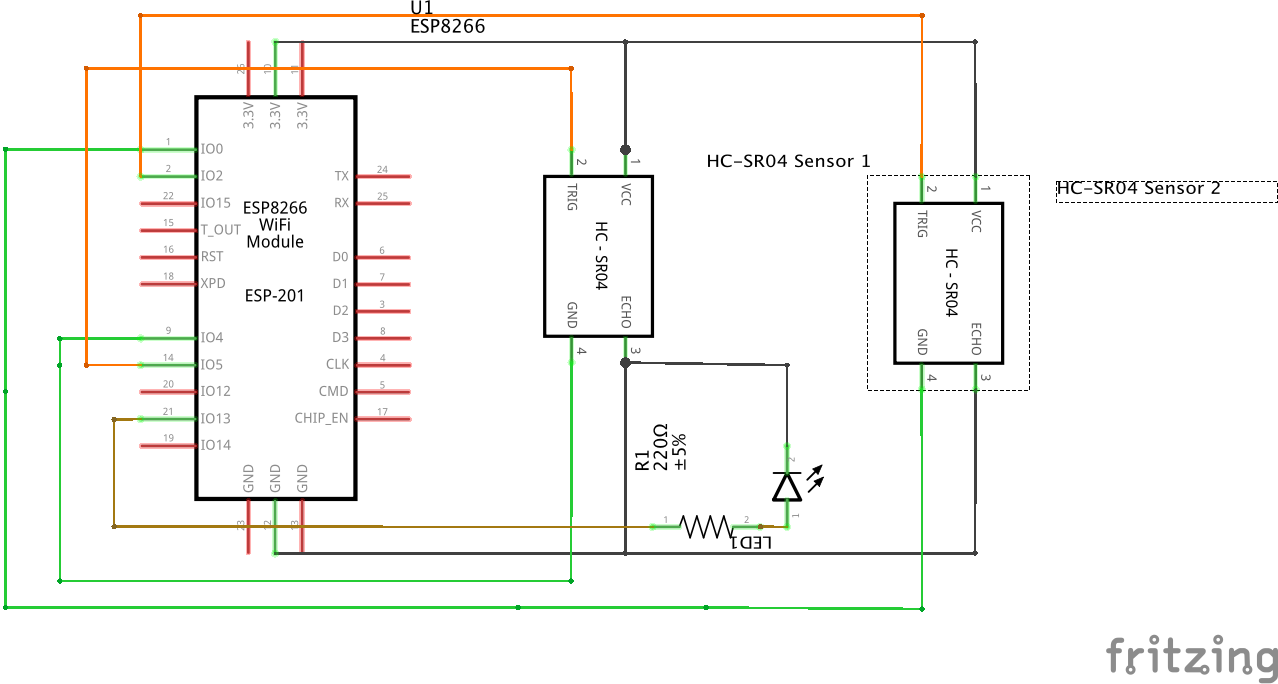 U1
ESP8266
26
10
11
3.3V
3.3V
3.3V
1
IO0
2
IO2
22
IO15
15
T_OUT
16
RST
18
XPD
9
IO4
14
IO5
20
IO12
21
IO13
19
IO14
ESP8266
WiFi
Module
ESP-201
TX
24
RX
25
D0
6
D1
7
D2
3
D3
8
CLK
4
CMD
5
CHIP_EN
17
GND
GND
GND
12
13
2
1
TRIG
VCC
HC - SR04
GND
ECHO
4
3
HC-SR04 Sensor 1
2
1
TRIG
VCC
HC - SR04
GND
ECHO
4
3
HC-SR04 Sensor 2
R1
220Ω
±5%
1
2
2
1
LED1
fritzing